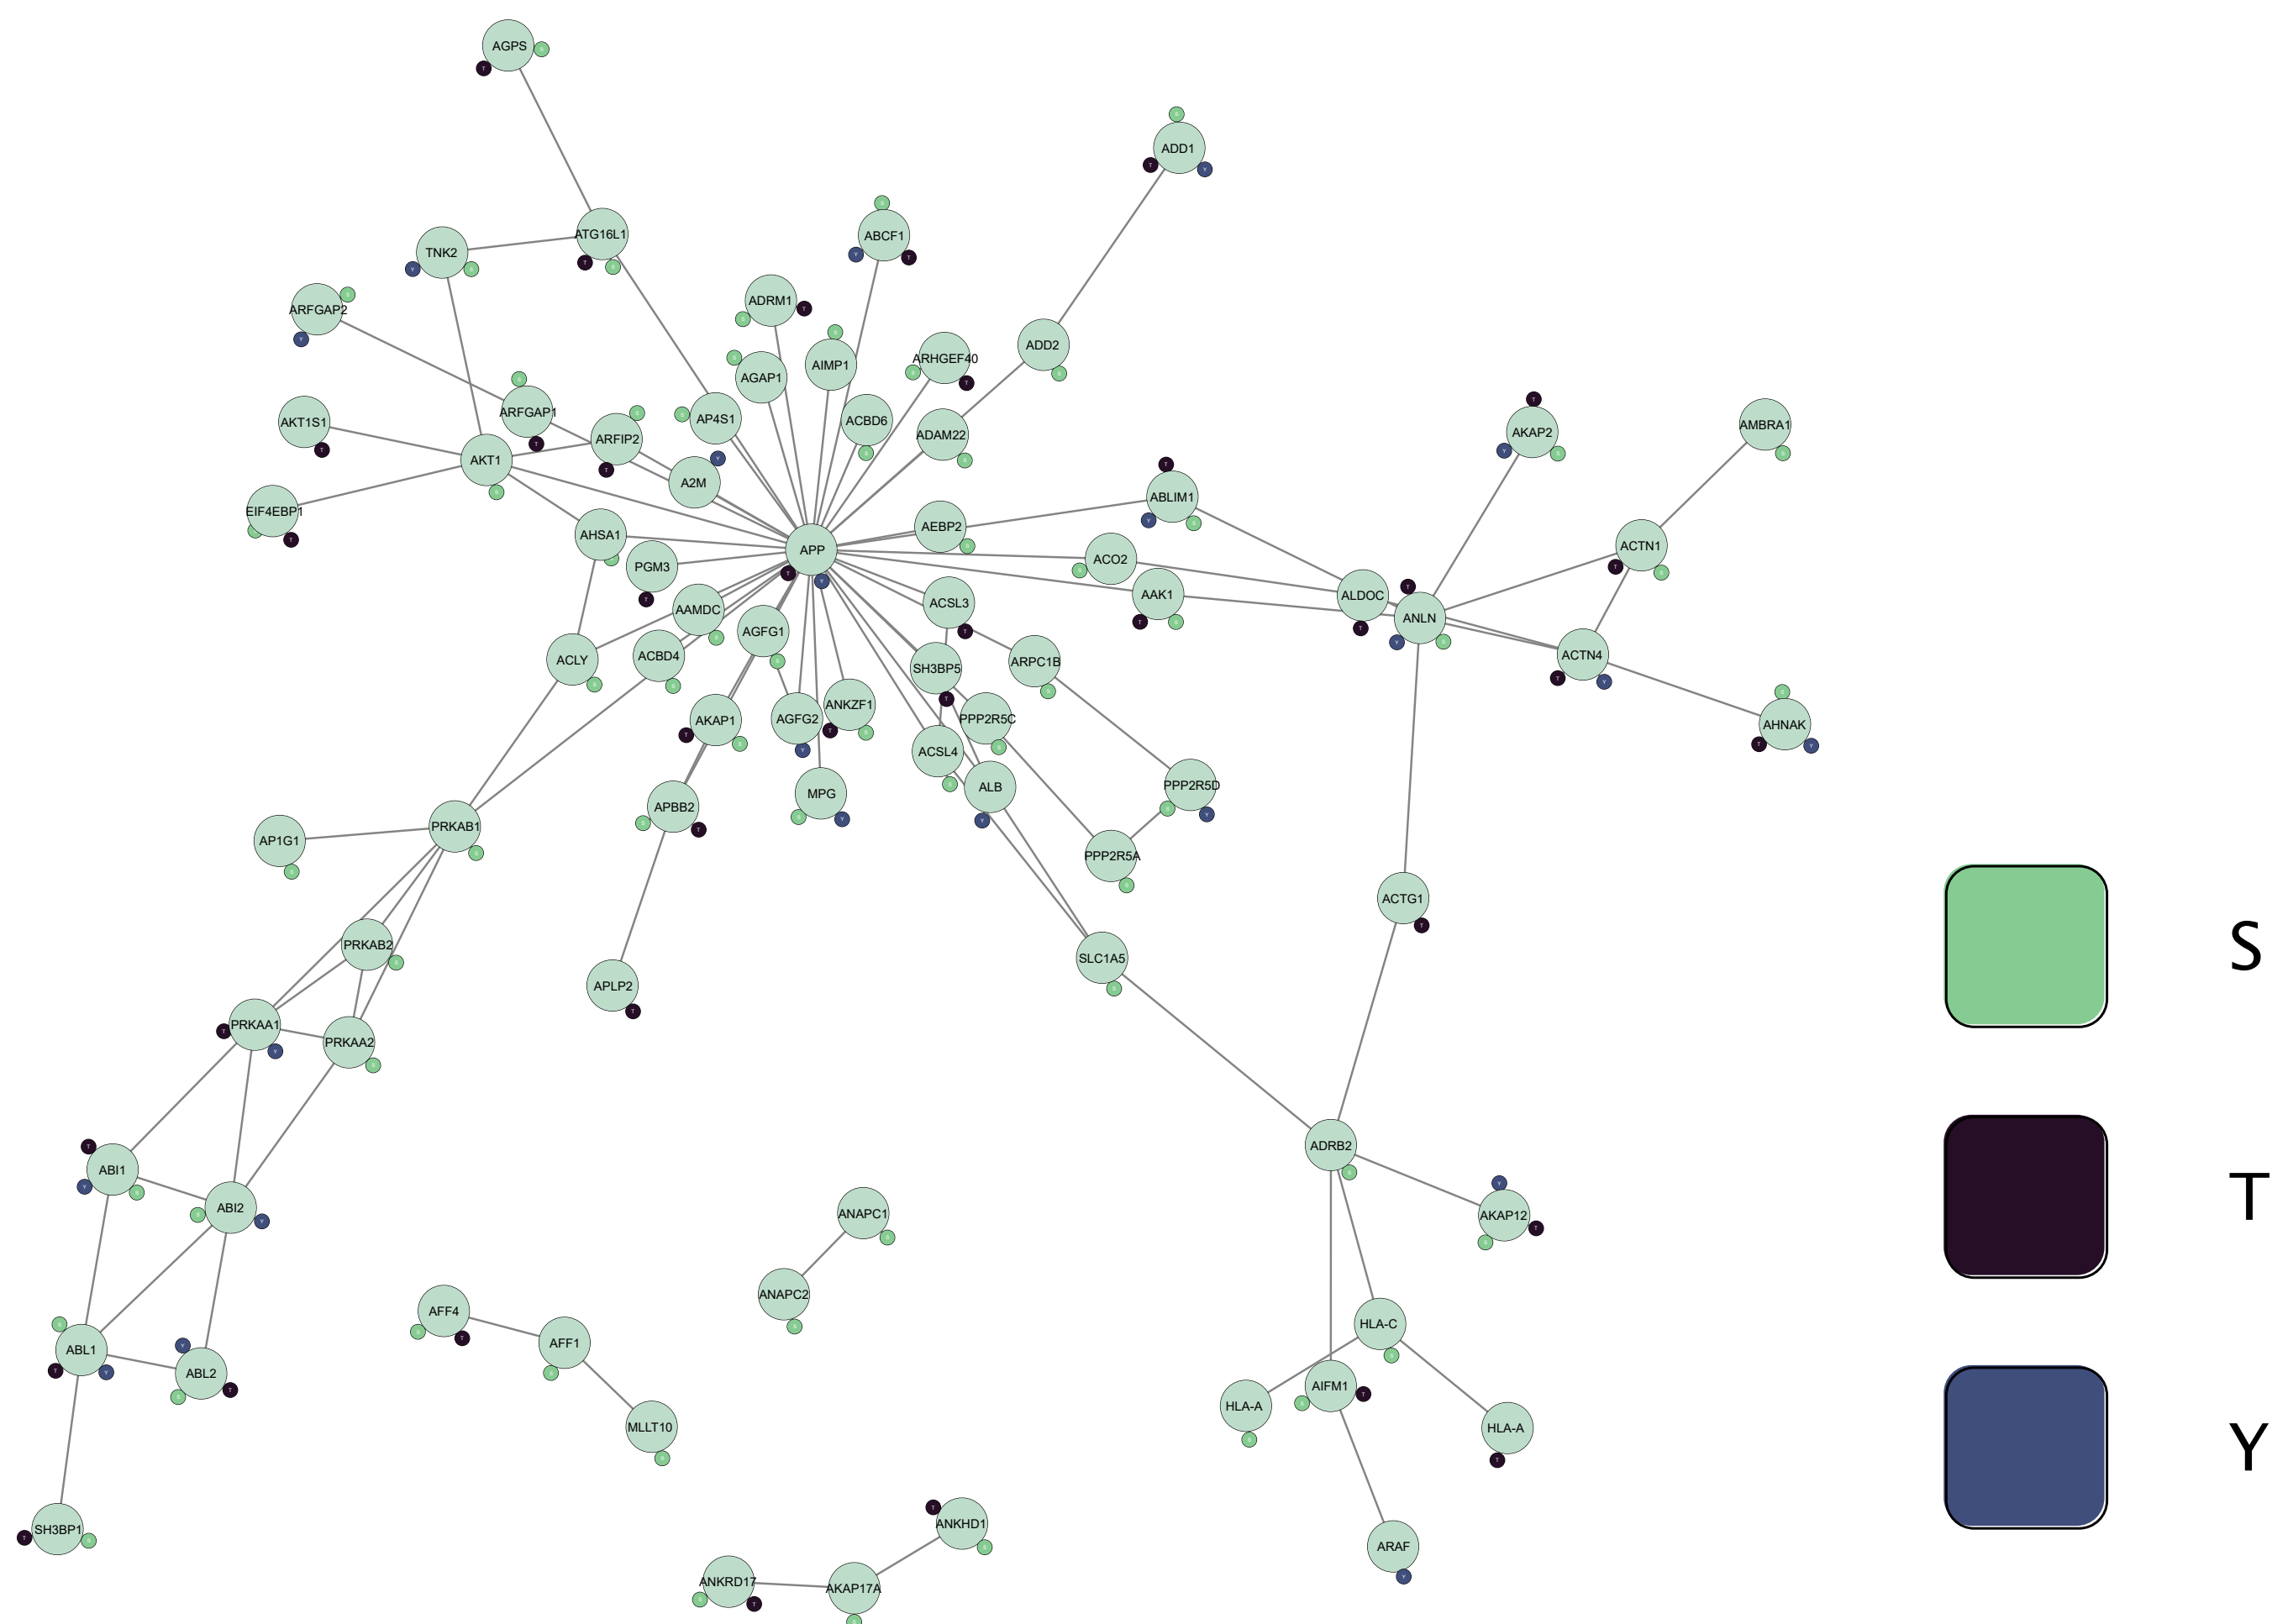 AGPS
ADD1
ATG16L1
ABCF1
TNK2
ADRM1
ARFGAP2
ADD2
ARHGEF40
AIMP1
AGAP1
ARFGAP1
AKT1S1
AP4S1
ACBD6
AMBRA1
AKAP2
ADAM22
ARFIP2
AKT1
A2M
ABLIM1
EIF4EBP1
AEBP2
AHSA1
APP
ACTN1
ACO2
PGM3
AAK1
ALDOC
ACSL3
AAMDC
ANLN
AGFG1
ACTN4
ACBD4
ACLY
ARPC1B
SH3BP5
ANKZF1
AGFG2
PPP2R5C
AKAP1
AHNAK
ACSL4
PPP2R5D
ALB
MPG
APBB2
PRKAB1
AP1G1
PPP2R5A
ACTG1
PRKAB2
S
SLC1A5
APLP2
PRKAA1
PRKAA2
ADRB2
ABI1
T
ABI2
ANAPC1
AKAP12
ANAPC2
AFF4
HLA-C
AFF1
ABL1
ABL2
AIFM1
HLA-A
MLLT10
HLA-A
Y
ANKHD1
SH3BP1
ARAF
ANKRD17
AKAP17A